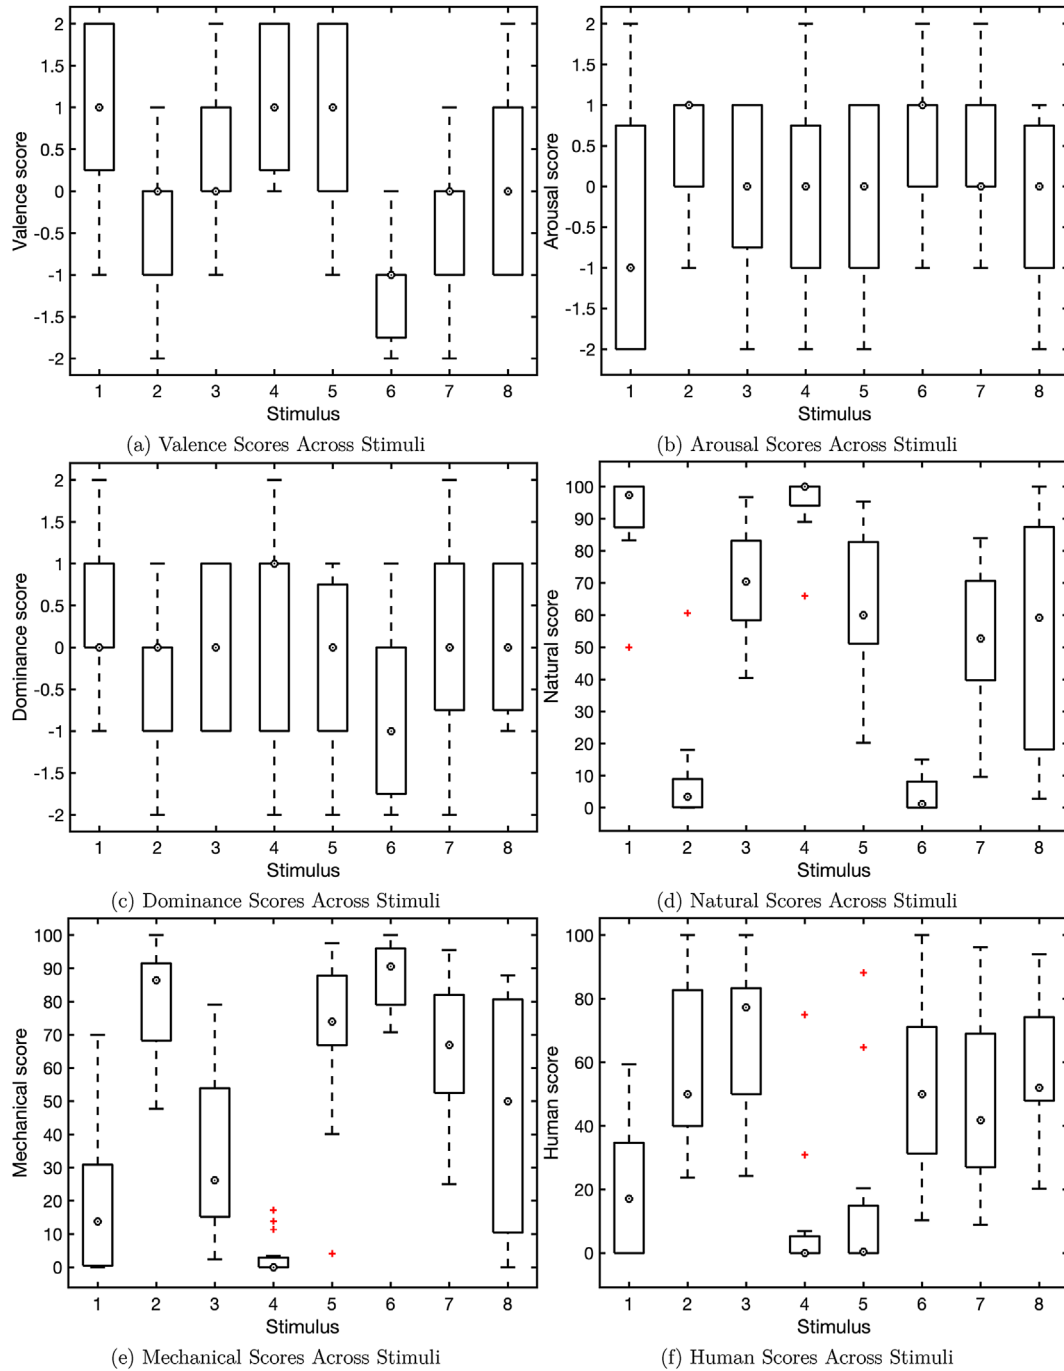 2
1.5
1
0.5
0
-0.5
-1
-1.5
-2
Valence score
1 2 3 4 5 6 7 8
Stimulus
(a) Valence Scores Across Stimuli
2
1.5
1
0.5
0
-0.5
-1
-1.5
-2
Arousal score
1 2 3 4 5 6 7 8
Stimulus
(b) Arousal Scores Across Stimuli
2
1.5
1
0.5
0
-0.5
-1
-1.5
-2
Dominance score
1 2 3 4 5 6 7 8
Stimulus
(c) Dominance Scores Across Stimuli
100
90
80
70
60
50
40
30
20
10
0
Natural score
1 2 3 4 5 6 7 8
Stimulus
(d) Natural Scores Across Stimuli
100
90
80
70
60
50
40
30
20
10
0
Mechanical score
1 2 3 4 5 6 7 8
Stimulus
(e) Mechanical Scores Across Stimuli
100
80
60
40
20
0
Human score
1 2 3 4 5 6 7 8
Stimulus
(f) Human Scores Across Stimuli